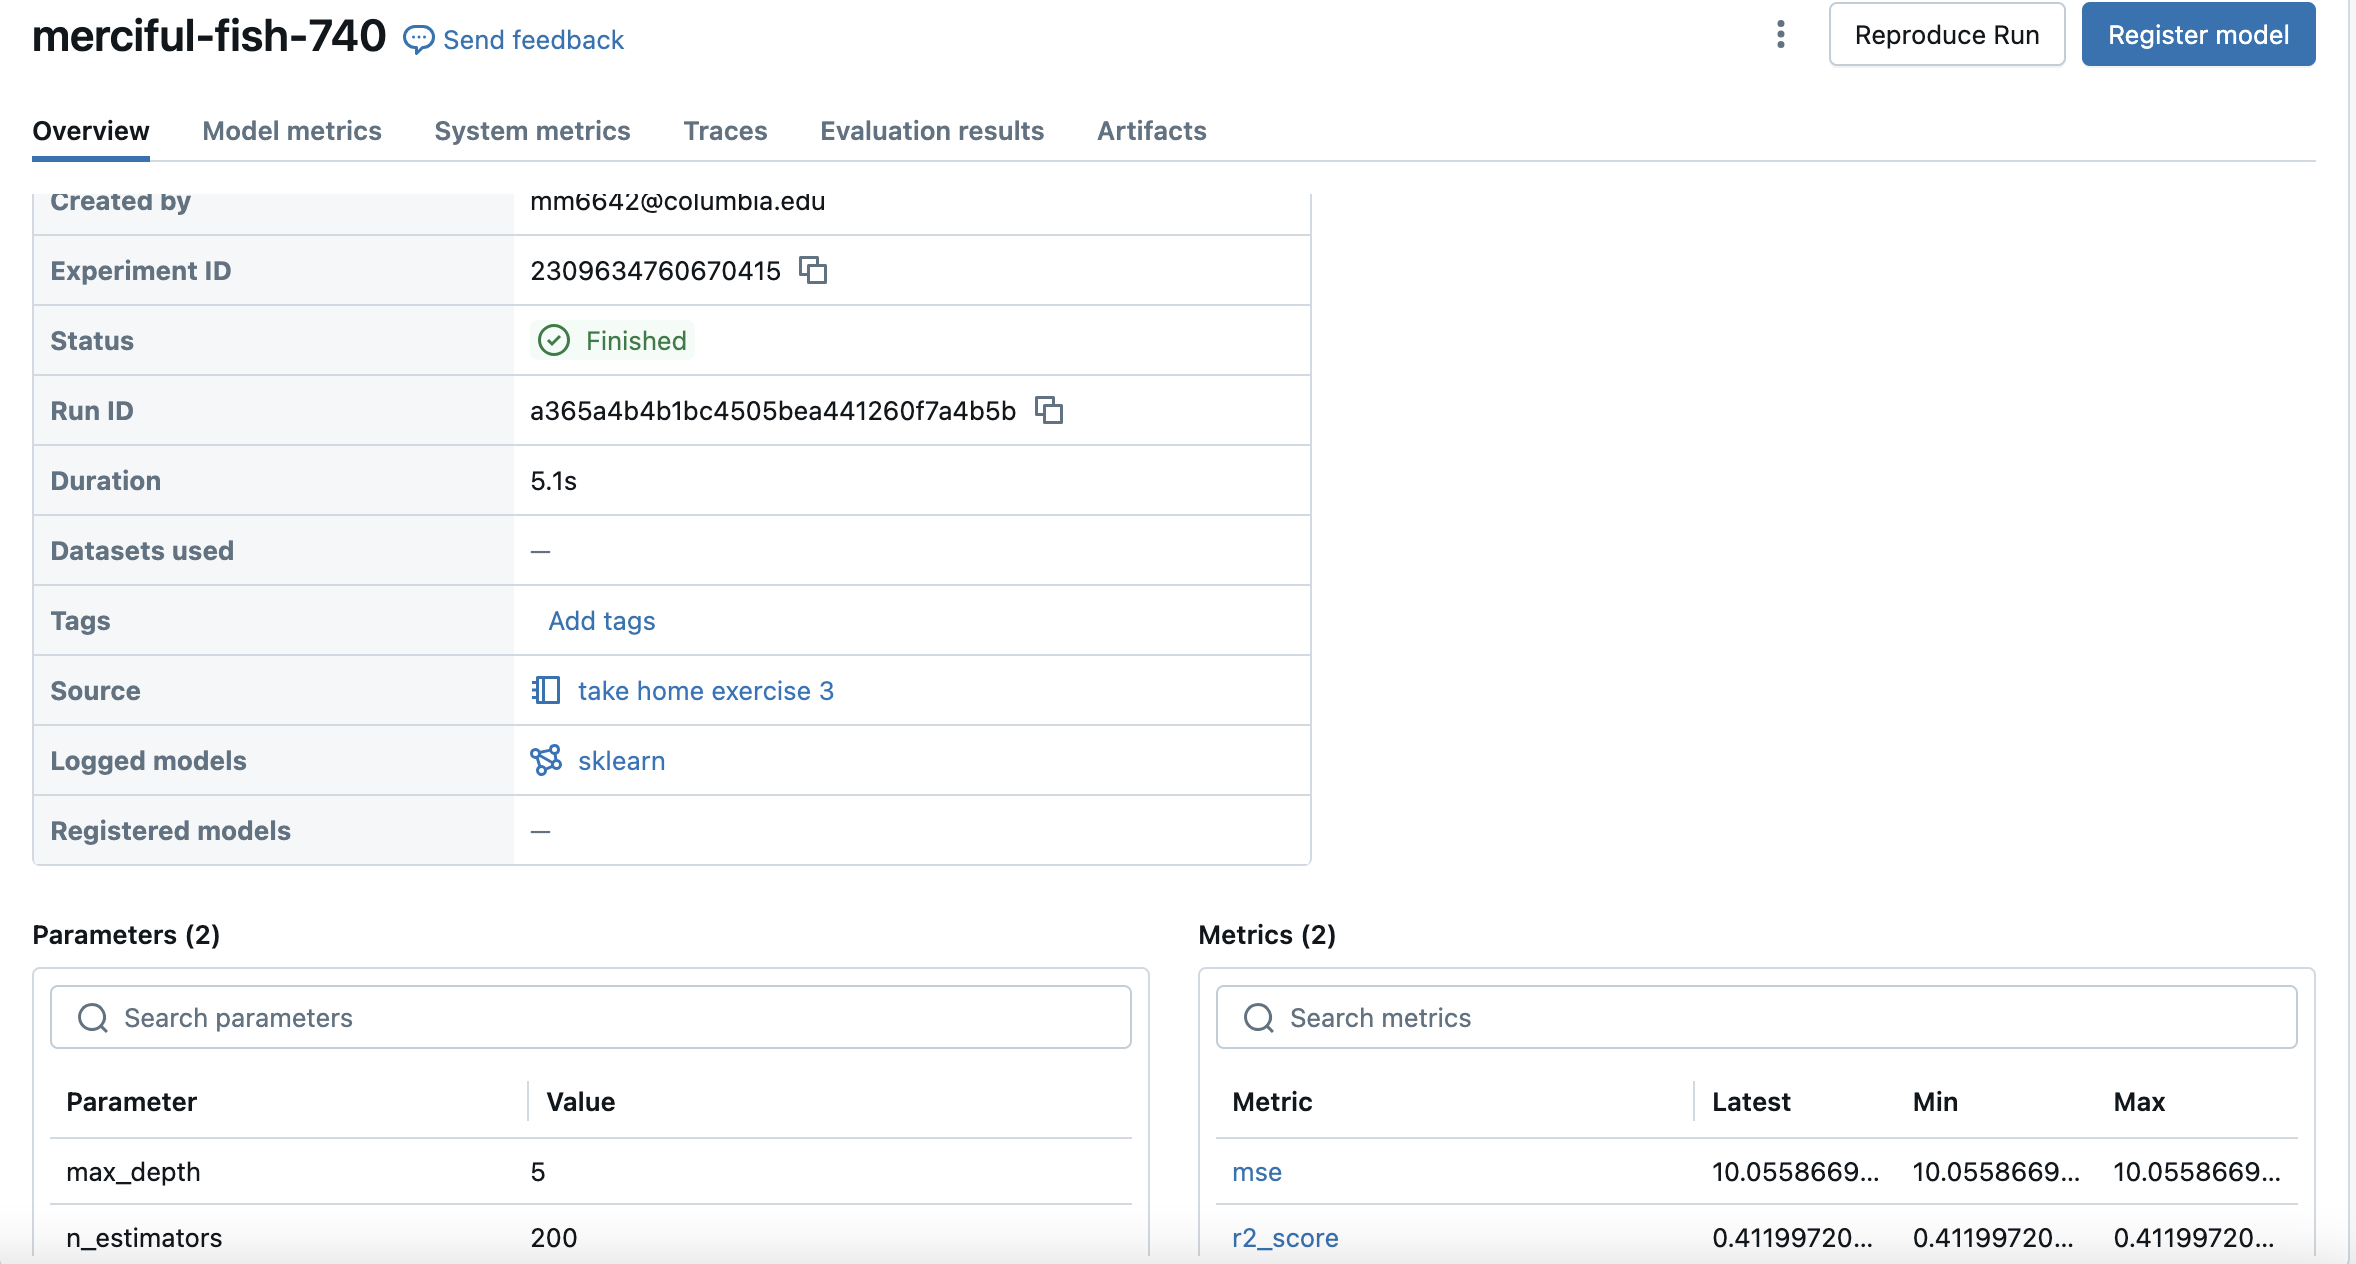 merciful-fish-740 Send feedback Reproduce Run Register model
Overview Model metrics System metrics Traces Evaluation results Artifacts
Created by mm6642@columbia.edu
Experiment ID 2309634760670415
Status Finished
Run ID a365a4b4b1bc4505bea441260f7a4b5b
Duration 5.1s
Datasets used —
Tags Add tags
Source take home exercise 3
Logged models sklearn
Registered models —
Parameters (2) Metrics (2)
Search parameters Search metrics
Parameter Value Metric Latest Min Max
max_depth 5 mse 10.0558669... 10.0558669... 10.0558669...
n_estimators 200 r2_score 0.41199720... 0.41199720... 0.41199720...